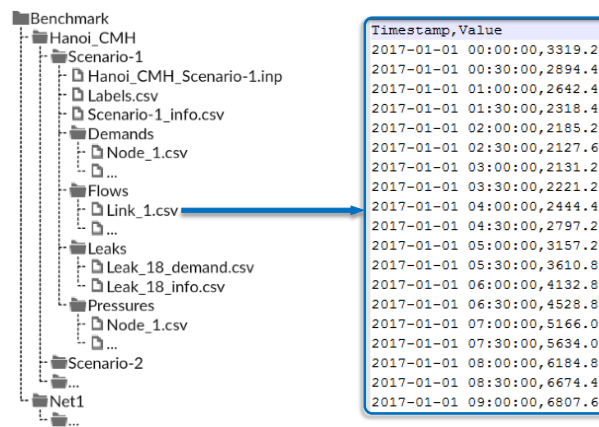 Benchmark
Hanoi_CMH
Scenario-1
Hanoi_CMH_Scenario-1.inp
Labels.csv
Scenario-1_info.csv
Demands
Node_1.csv
...
Flows
Link_1.csv
...
Leaks
Leak_18_demand.csv
Leak_18_info.csv
Pressures
Node_1.csv
...
Scenario-2
...
Net1
...
Timestamp,Value
2017-01-01 00:00:00,3319.2
2017-01-01 00:30:00,2894.4
2017-01-01 01:00:00,2642.4
2017-01-01 01:30:00,2318.4
2017-01-01 02:00:00,2185.2
2017-01-01 02:30:00,2127.6
2017-01-01 03:00:00,2131.2
2017-01-01 03:30:00,2221.2
2017-01-01 04:00:00,2444.4
2017-01-01 04:30:00,2797.2
2017-01-01 05:00:00,3157.2
2017-01-01 05:30:00,3610.8
2017-01-01 06:00:00,4132.8
2017-01-01 06:30:00,4528.8
2017-01-01 07:00:00,5166.0
2017-01-01 07:30:00,5634.0
2017-01-01 08:00:00,6184.8
2017-01-01 08:30:00,6674.4
2017-01-01 09:00:00,6807.6